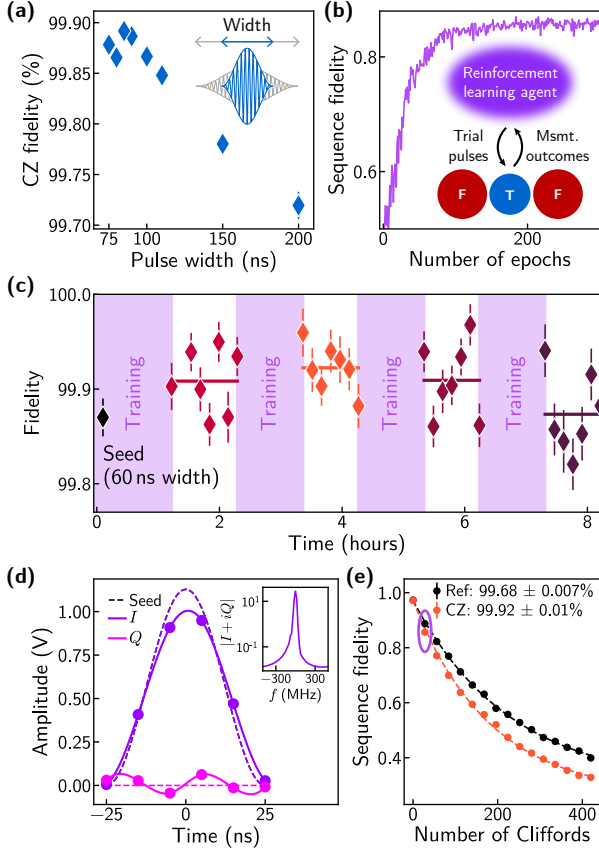 (a)
Width
CZ fidelity (%)
99.90
99.85
99.80
99.75
99.70
75 100 150 200
Pulse width (ns)
(b)
Sequence fidelity
0.8
0.6
Reinforcement
learning agent
Trial
pulses
Msmt.
outcomes
F T F
0 200
Number of epochs
(c)
Fidelity
100.0
99.9
99.8
Training
Training
Training
Training
Seed
(60 ns width)
0 2 4 6 8
Time (hours)
(d)
Amplitude (V)
1.00
0.75
0.50
0.25
0.00
Seed
I
Q
|I + iQ|
10¹
10⁻¹
−300 300
f (MHz)
−25 0 25
Time (ns)
(e)
Sequence fidelity
1.0
0.8
0.6
0.4
Ref: 99.68 ± 0.007%
CZ: 99.92 ± 0.01%
0 200 400
Number of Cliffords